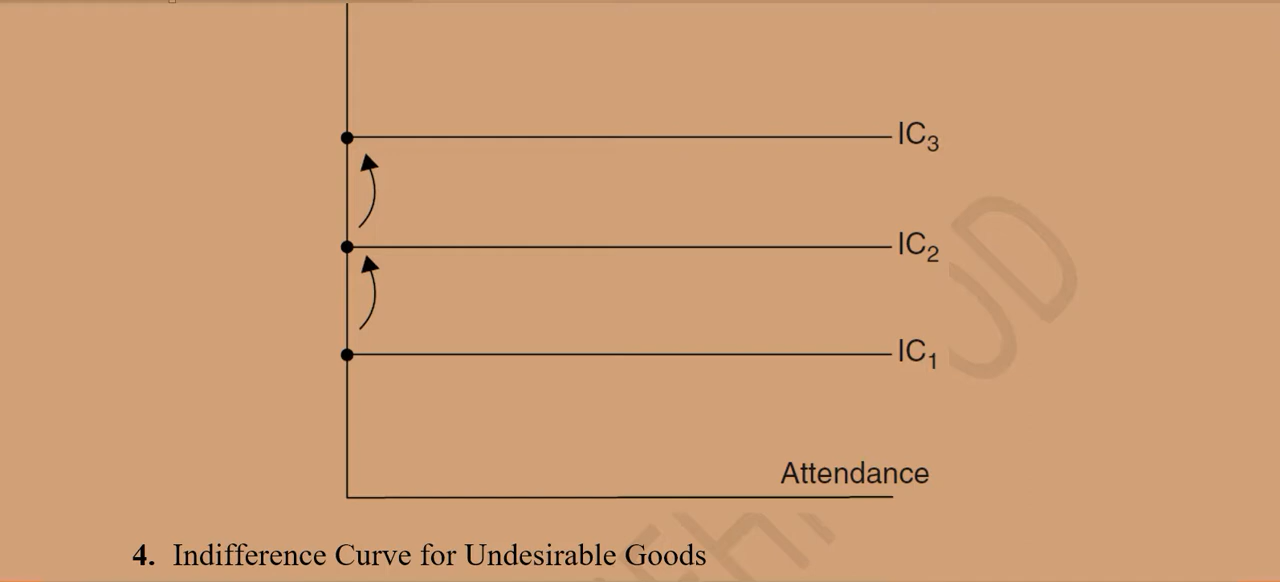 IC₃
IC₂
IC₁
Attendance
4. Indifference Curve for Undesirable Goods